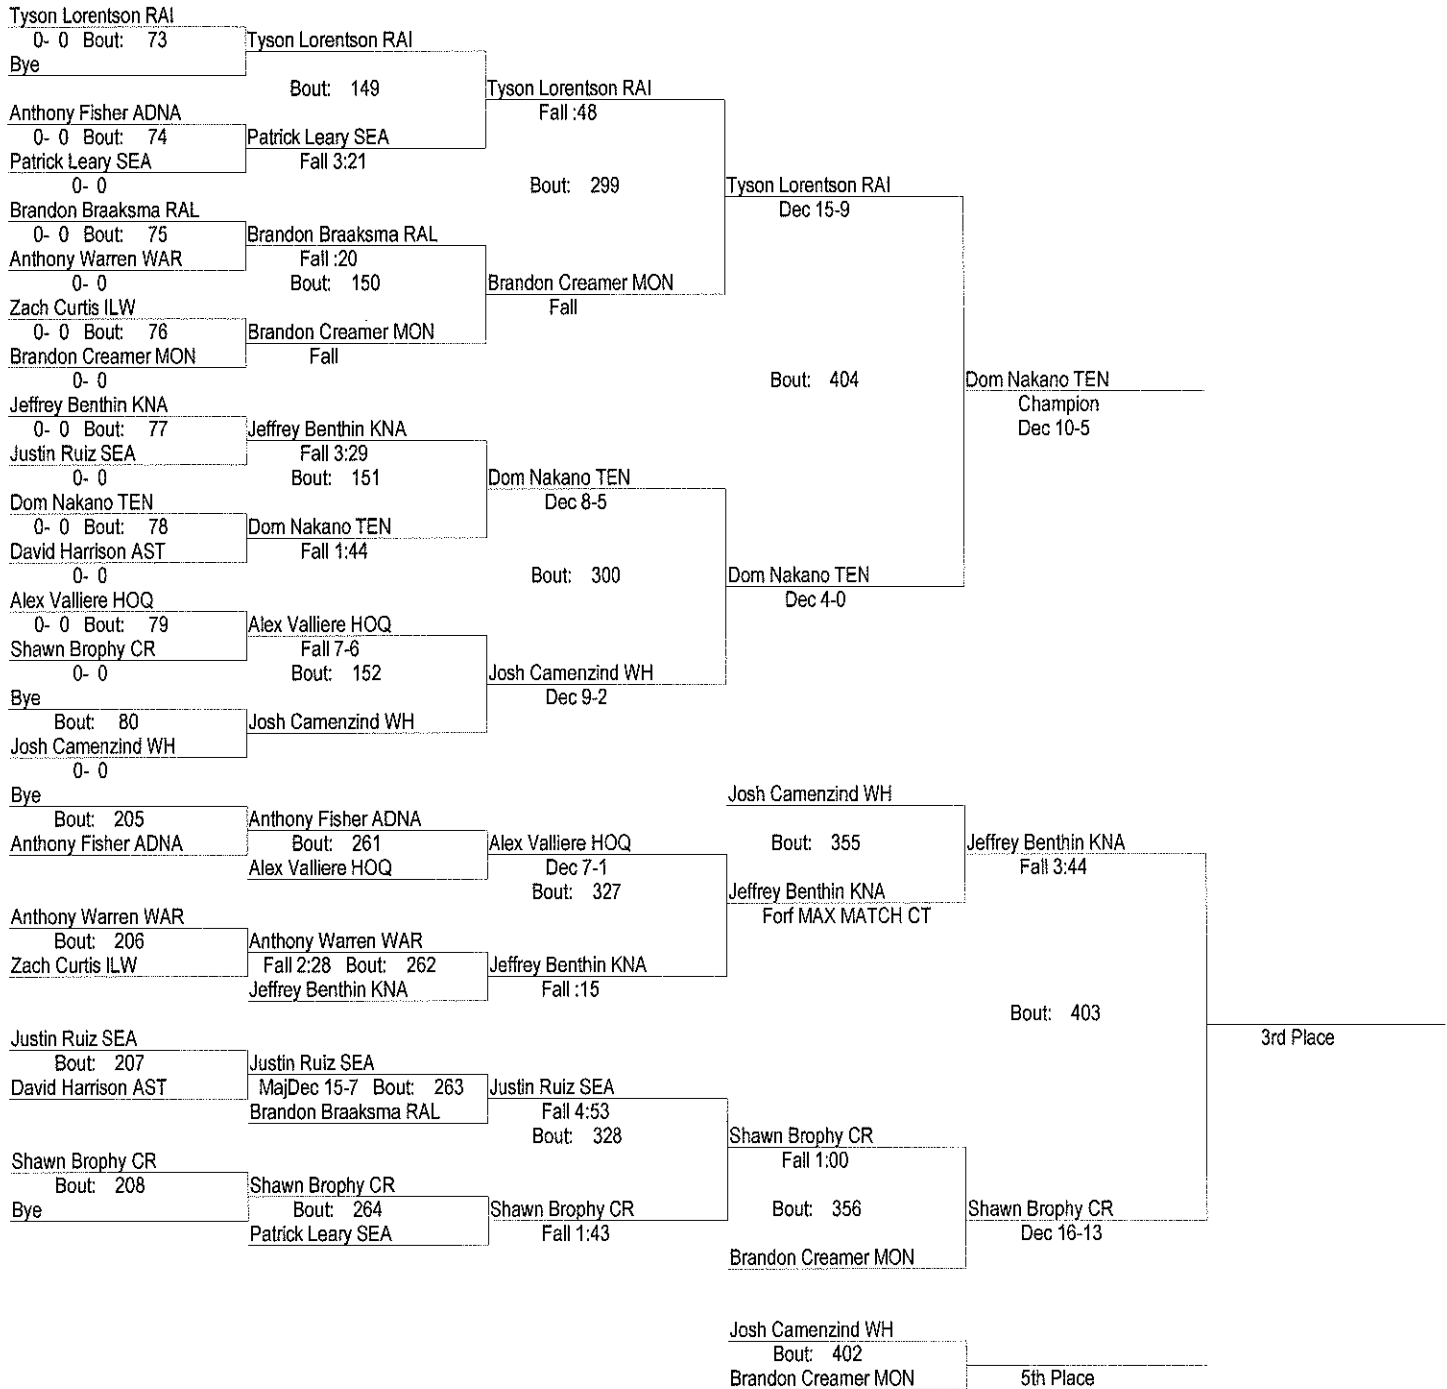 Tyson Lorentson RAI
0- 0 Bout: 73
Bye
Anthony Fisher ADNA
0- 0 Bout: 74
Patrick Leary SEA
0- 0
Brandon Braaksma RAL
0- 0 Bout: 75
Anthony Warren WAR
0- 0
Zach Curtis ILW
0- 0 Bout: 76
Brandon Creamer MON
0- 0
Jeffrey Benthin KNA
0- 0 Bout: 77
Justin Ruiz SEA
0- 0
Dom Nakano TEN
0- 0 Bout: 78
David Harrison AST
0- 0
Alex Valliere HOQ
0- 0 Bout: 79
Shawn Brophy CR
0- 0
Bye
Bout: 80
Josh Camenzind WH
0- 0
Tyson Lorentson RAI
Bout: 149
Patrick Leary SEA
Fall 3:21
Brandon Braaksma RAL
Fall :20
Bout: 150
Brandon Creamer MON
Fall
Jeffrey Benthin KNA
Fall 3:29
Bout: 151
Dom Nakano TEN
Fall 1:44
Alex Valliere HOQ
Fall 7-6
Bout: 152
Josh Camenzind WH
Tyson Lorentson RAI
Fall :48
Bout: 299
Brandon Creamer MON
Fall
Dom Nakano TEN
Dec 8-5
Bout: 300
Josh Camenzind WH
Dec 9-2
Tyson Lorentson RAI
Dec 15-9
Bout: 404
Dom Nakano TEN
Dec 4-0
Dom Nakano TEN
Champion
Dec 10-5
Bye
Bout: 205
Anthony Fisher ADNA
Anthony Warren WAR
Bout: 206
Zach Curtis ILW
Justin Ruiz SEA
Bout: 207
David Harrison AST
Shawn Brophy CR
Bout: 208
Bye
Anthony Fisher ADNA
Bout: 261
Alex Valliere HOQ
Anthony Warren WAR
Fall 2:28 Bout: 262
Jeffrey Benthin KNA
Justin Ruiz SEA
MajDec 15-7 Bout: 263
Brandon Braaksma RAL
Shawn Brophy CR
Bout: 264
Patrick Leary SEA
Alex Valliere HOQ
Dec 7-1
Bout: 327
Jeffrey Benthin KNA
Fall :15
Justin Ruiz SEA
Fall 4:53
Bout: 328
Shawn Brophy CR
Fall 1:43
Josh Camenzind WH
Bout: 355
Jeffrey Benthin KNA
Forf MAX MATCH CT
Shawn Brophy CR
Fall 1:00
Bout: 356
Brandon Creamer MON
Jeffrey Benthin KNA
Fall 3:44
Bout: 403
Shawn Brophy CR
Dec 16-13
3rd Place
Josh Camenzind WH
Bout: 402
Brandon Creamer MON
5th Place